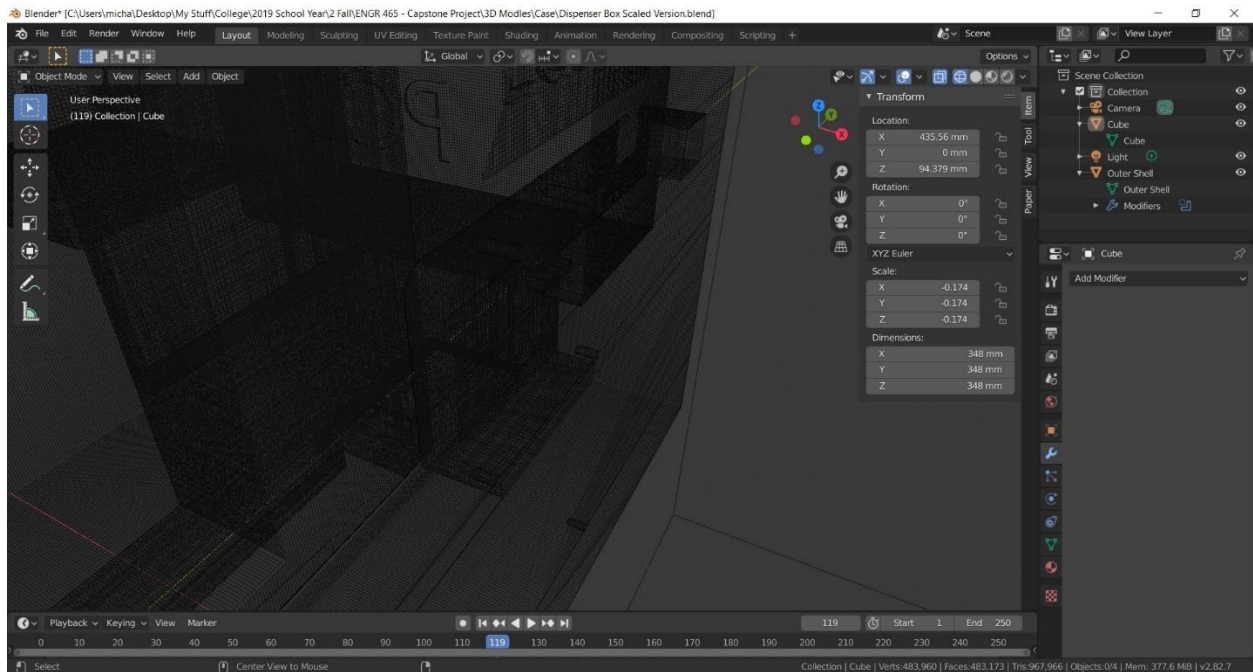 Blender* [C:\Users\micha\Desktop\My Stuff\College\2019 School Year\2 Fall\ENGR 465 - Capstone Project\3D Modles\Case\Dispenser Box Scaled Version.blend]
File Edit Render Window Help Layout Modeling Sculpting UV Editing Texture Paint Shading Animation Rendering Compositing Scripting + Scene View Layer
Global Options
Object Mode View Select Add Object
User Perspective
(119) Collection | Cube
Z
Y
X
P
Transform
Location:
X 435.56 mm
Y 0 mm
Z 94.379 mm
Rotation:
X 0°
Y 0°
Z 0°
XYZ Euler
Scale:
X -0.174
Y -0.174
Z -0.174
Dimensions:
X 348 mm
Y 348 mm
Z 348 mm
Item
Tool
View
Paper
Scene Collection
Collection
Camera
Cube
Cube
Light
Outer Shell
Outer Shell
Modifiers
Cube
Add Modifier
Playback Keying View Marker 119 Start 1 End 250
0 10 20 30 40 50 60 70 80 90 100 110 119 130 140 150 160 170 180 190 200 210 220 230 240 250
Select Center View to Mouse Collection | Cube | Verts:483,960 | Faces:483,173 | Tris:967,966 | Objects:0/4 | Mem: 377.6 MiB | v2.82.7